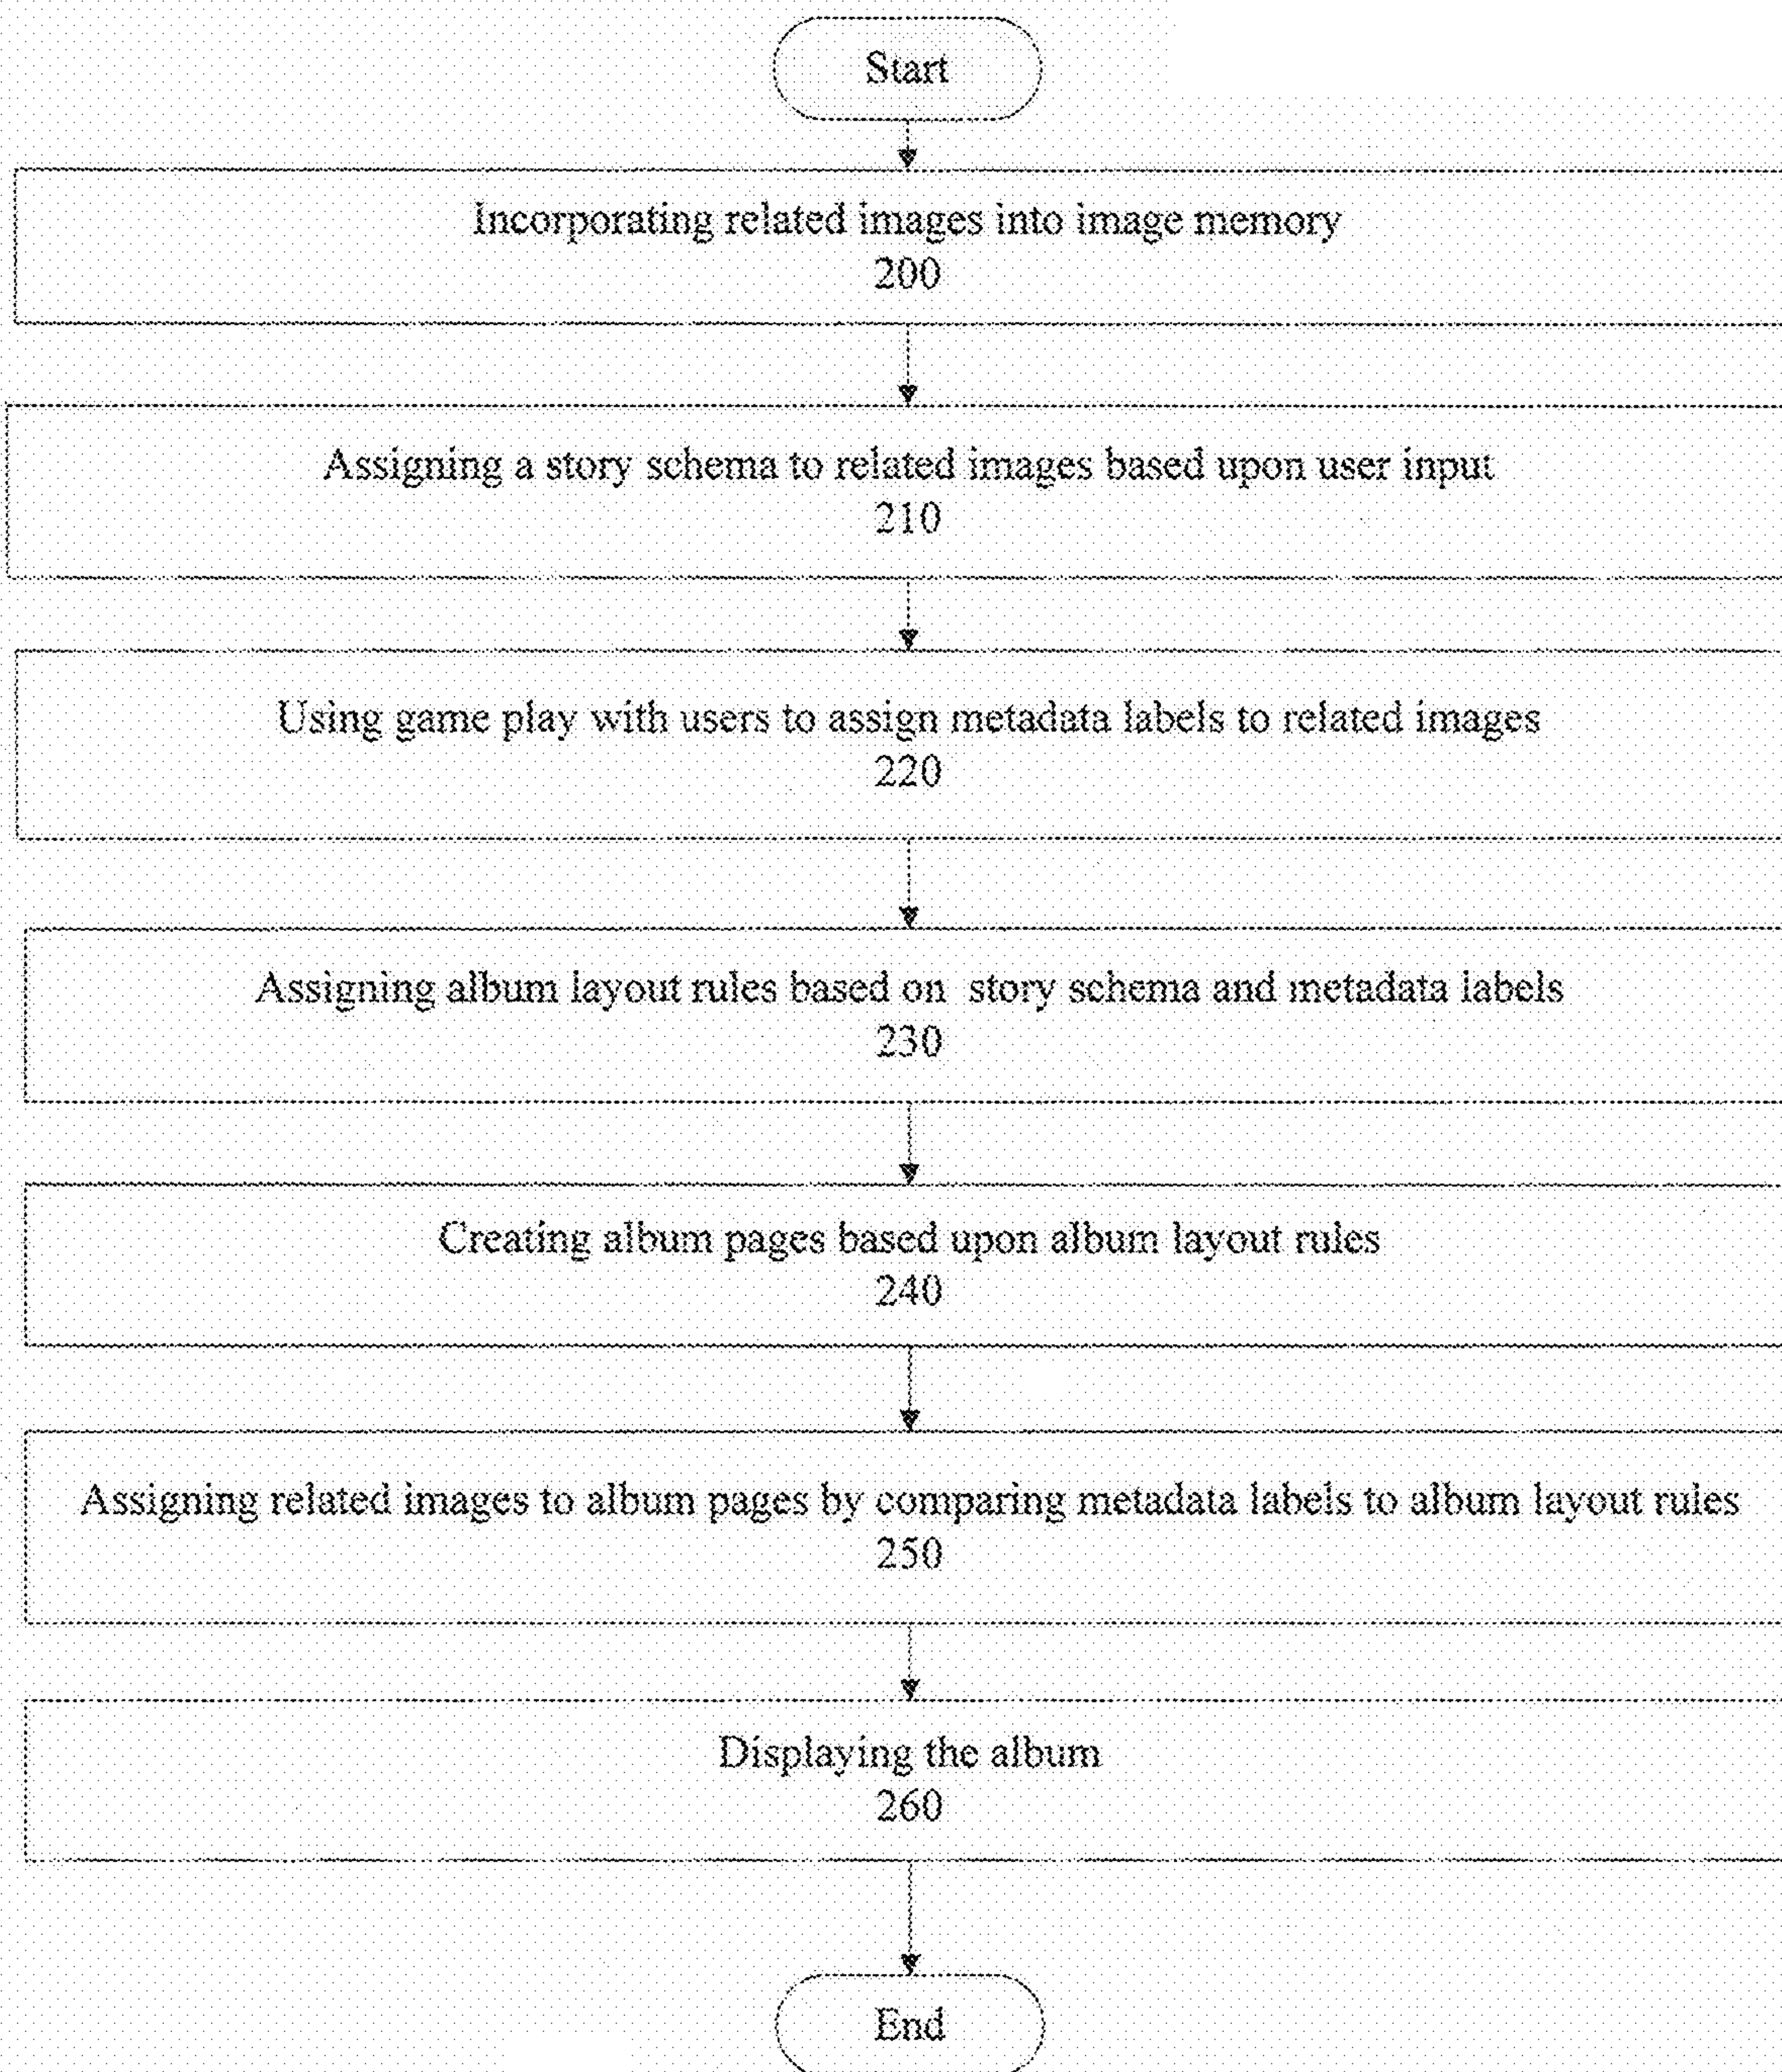 Start
Incorporating related images into image memory
200
Assigning a story schema to related images based upon user input
210
Using game play with users to assign metadata labels to related images
220
Assigning album layout rules based on story schema and metadata labels
230
Creating album pages based upon album layout rules
240
Assigning related images to album pages by comparing metadata labels to album layout rules
250
Displaying the album
260
End